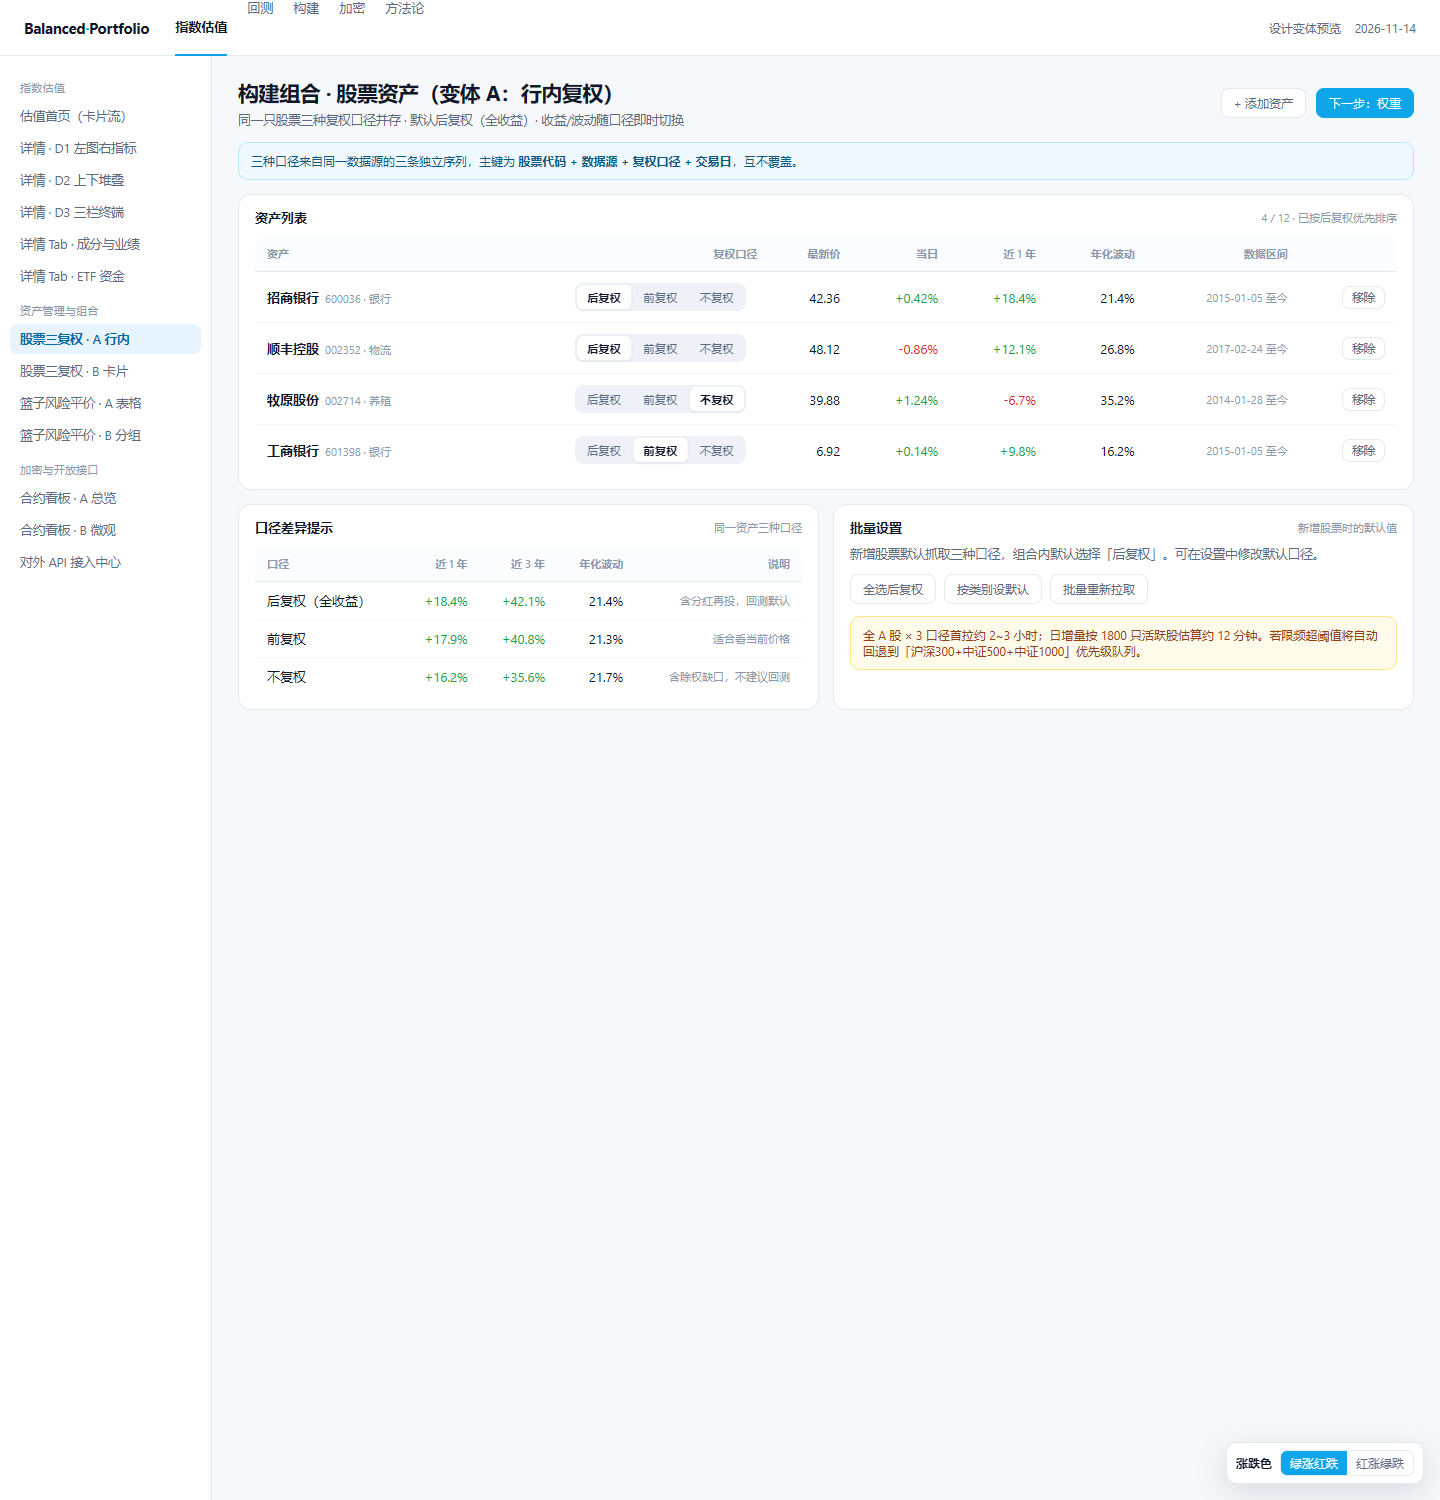 Balanced·Portfolio
指数估值
回测
构建
加密
方法论
设计变体预览
2026-11-14
指数估值
估值首页（卡片流）
详情 · D1 左图右指标
详情 · D2 上下堆叠
详情 · D3 三栏终端
详情 Tab · 成分与业绩
详情 Tab · ETF 资金
资产管理与组合
股票三复权 · A 行内
股票三复权 · B 卡片
篮子风险平价 · A 表格
篮子风险平价 · B 分组
加密与开放接口
合约看板 · A 总览
合约看板 · B 微观
对外 API 接入中心
构建组合 · 股票资产（变体 A：行内复权）
同一只股票三种复权口径并存 · 默认后复权（全收益） · 收益/波动随口径即时切换
+ 添加资产
下一步：权重
三种口径来自同一数据源的三条独立序列，主键为 股票代码 + 数据源 + 复权口径 + 交易日，互不覆盖。
资产列表
4 / 12 · 已按后复权优先排序
资产 复权口径 最新价 当日 近 1 年 年化波动 数据区间
招商银行 600036 · 银行 后复权 前复权 不复权 42.36 +0.42% +18.4% 21.4% 2015-01-05 至今 移除
顺丰控股 002352 · 物流 后复权 前复权 不复权 48.12 -0.86% +12.1% 26.8% 2017-02-24 至今 移除
牧原股份 002714 · 养殖 后复权 前复权 不复权 39.88 +1.24% -6.7% 35.2% 2014-01-28 至今 移除
工商银行 601398 · 银行 后复权 前复权 不复权 6.92 +0.14% +9.8% 16.2% 2015-01-05 至今 移除
口径差异提示
同一资产三种口径
口径 近 1 年 近 3 年 年化波动 说明
后复权（全收益） +18.4% +42.1% 21.4% 含分红再投，回测默认
前复权 +17.9% +40.8% 21.3% 适合看当前价格
不复权 +16.2% +35.6% 21.7% 含除权缺口，不建议回测
批量设置
新增股票时的默认值
新增股票默认抓取三种口径，组合内默认选择「后复权」。可在设置中修改默认口径。
全选后复权
按类别设默认
批量重新拉取
全 A 股 × 3 口径首拉约 2~3 小时；日增量按 1800 只活跃股估算约 12 分钟。若限频超阈值将自动
回退到「沪深300+中证500+中证1000」优先级队列。
涨跌色
绿涨红跌
红涨绿跌